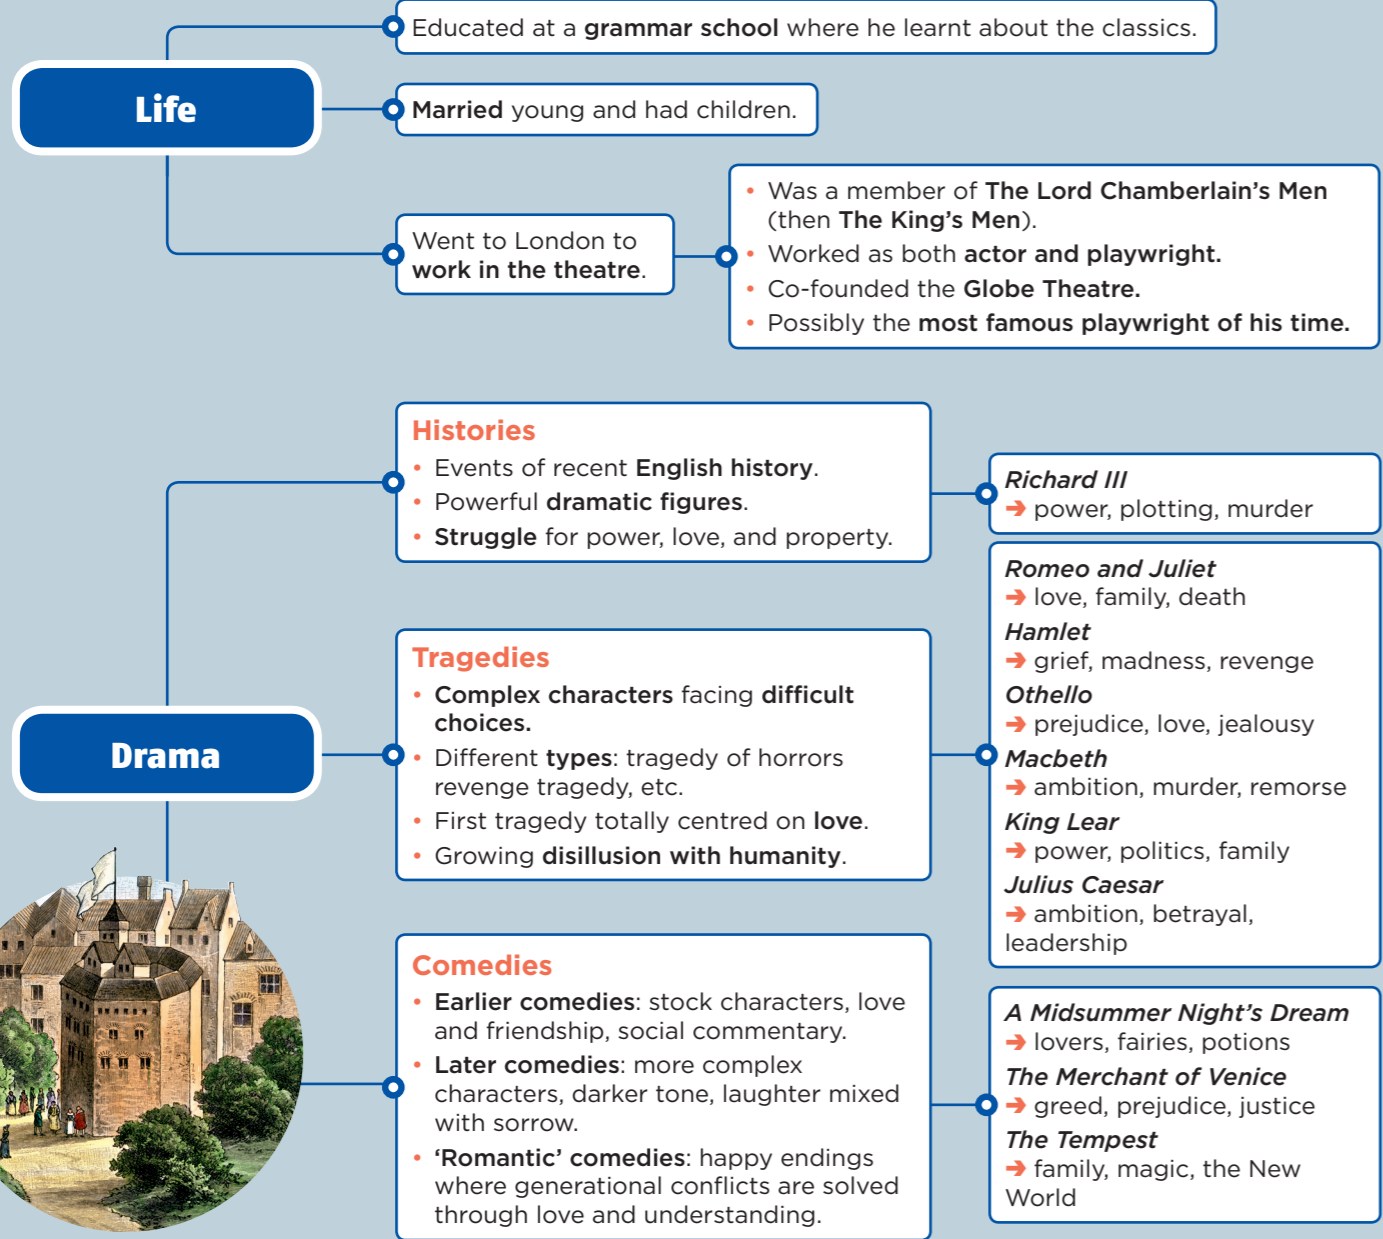 Life
Educated at a grammar school where he learnt about the classics.
Married young and had children.
Went to London to
work in the theatre.
• Was a member of The Lord Chamberlain's Men
(then The King's Men).
• Worked as both actor and playwright.
• Co-founded the Globe Theatre.
• Possibly the most famous playwright of his time.
Drama
Histories
• Events of recent English history.
• Powerful dramatic figures.
• Struggle for power, love, and property.
Richard III
➔ power, plotting, murder
Tragedies
• Complex characters facing difficult
choices.
• Different types: tragedy of horrors
revenge tragedy, etc.
• First tragedy totally centred on love.
• Growing disillusion with humanity.
Romeo and Juliet
➔ love, family, death
Hamlet
➔ grief, madness, revenge
Othello
➔ prejudice, love, jealousy
Macbeth
➔ ambition, murder, remorse
King Lear
➔ power, politics, family
Julius Caesar
➔ ambition, betrayal,
leadership
Comedies
• Earlier comedies: stock characters, love
and friendship, social commentary.
• Later comedies: more complex
characters, darker tone, laughter mixed
with sorrow.
• ‘Romantic’ comedies: happy endings
where generational conflicts are solved
through love and understanding.
A Midsummer Night’s Dream
➔ lovers, fairies, potions
The Merchant of Venice
➔ greed, prejudice, justice
The Tempest
➔ family, magic, the New
World